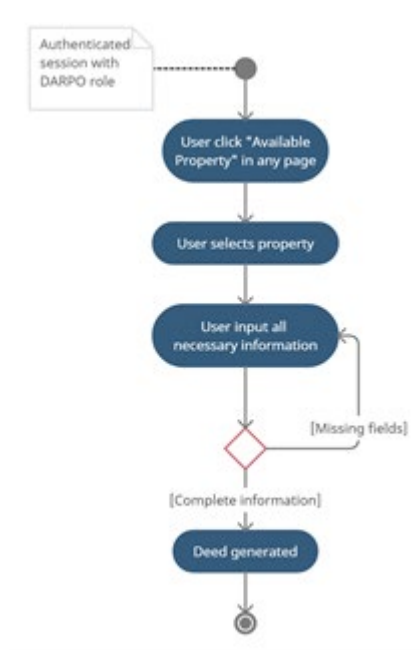 Authenticated
session with
DARPO role
User click "Available
Property" in any page
User selects property
User input all
necessary information
[Missing fields]
[Complete information]
Deed generated